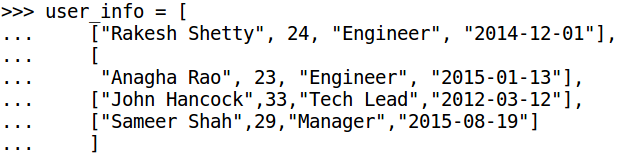 >>> user_info = [
...     ["Rakesh Shetty", 24, "Engineer", "2014-12-01"],
...     [
...      "Anagha Rao", 23, "Engineer", "2015-01-13"],
...     ["John Hancock",33,"Tech Lead","2012-03-12"],
...     ["Sameer Shah",29,"Manager","2015-08-19"]
...     ]